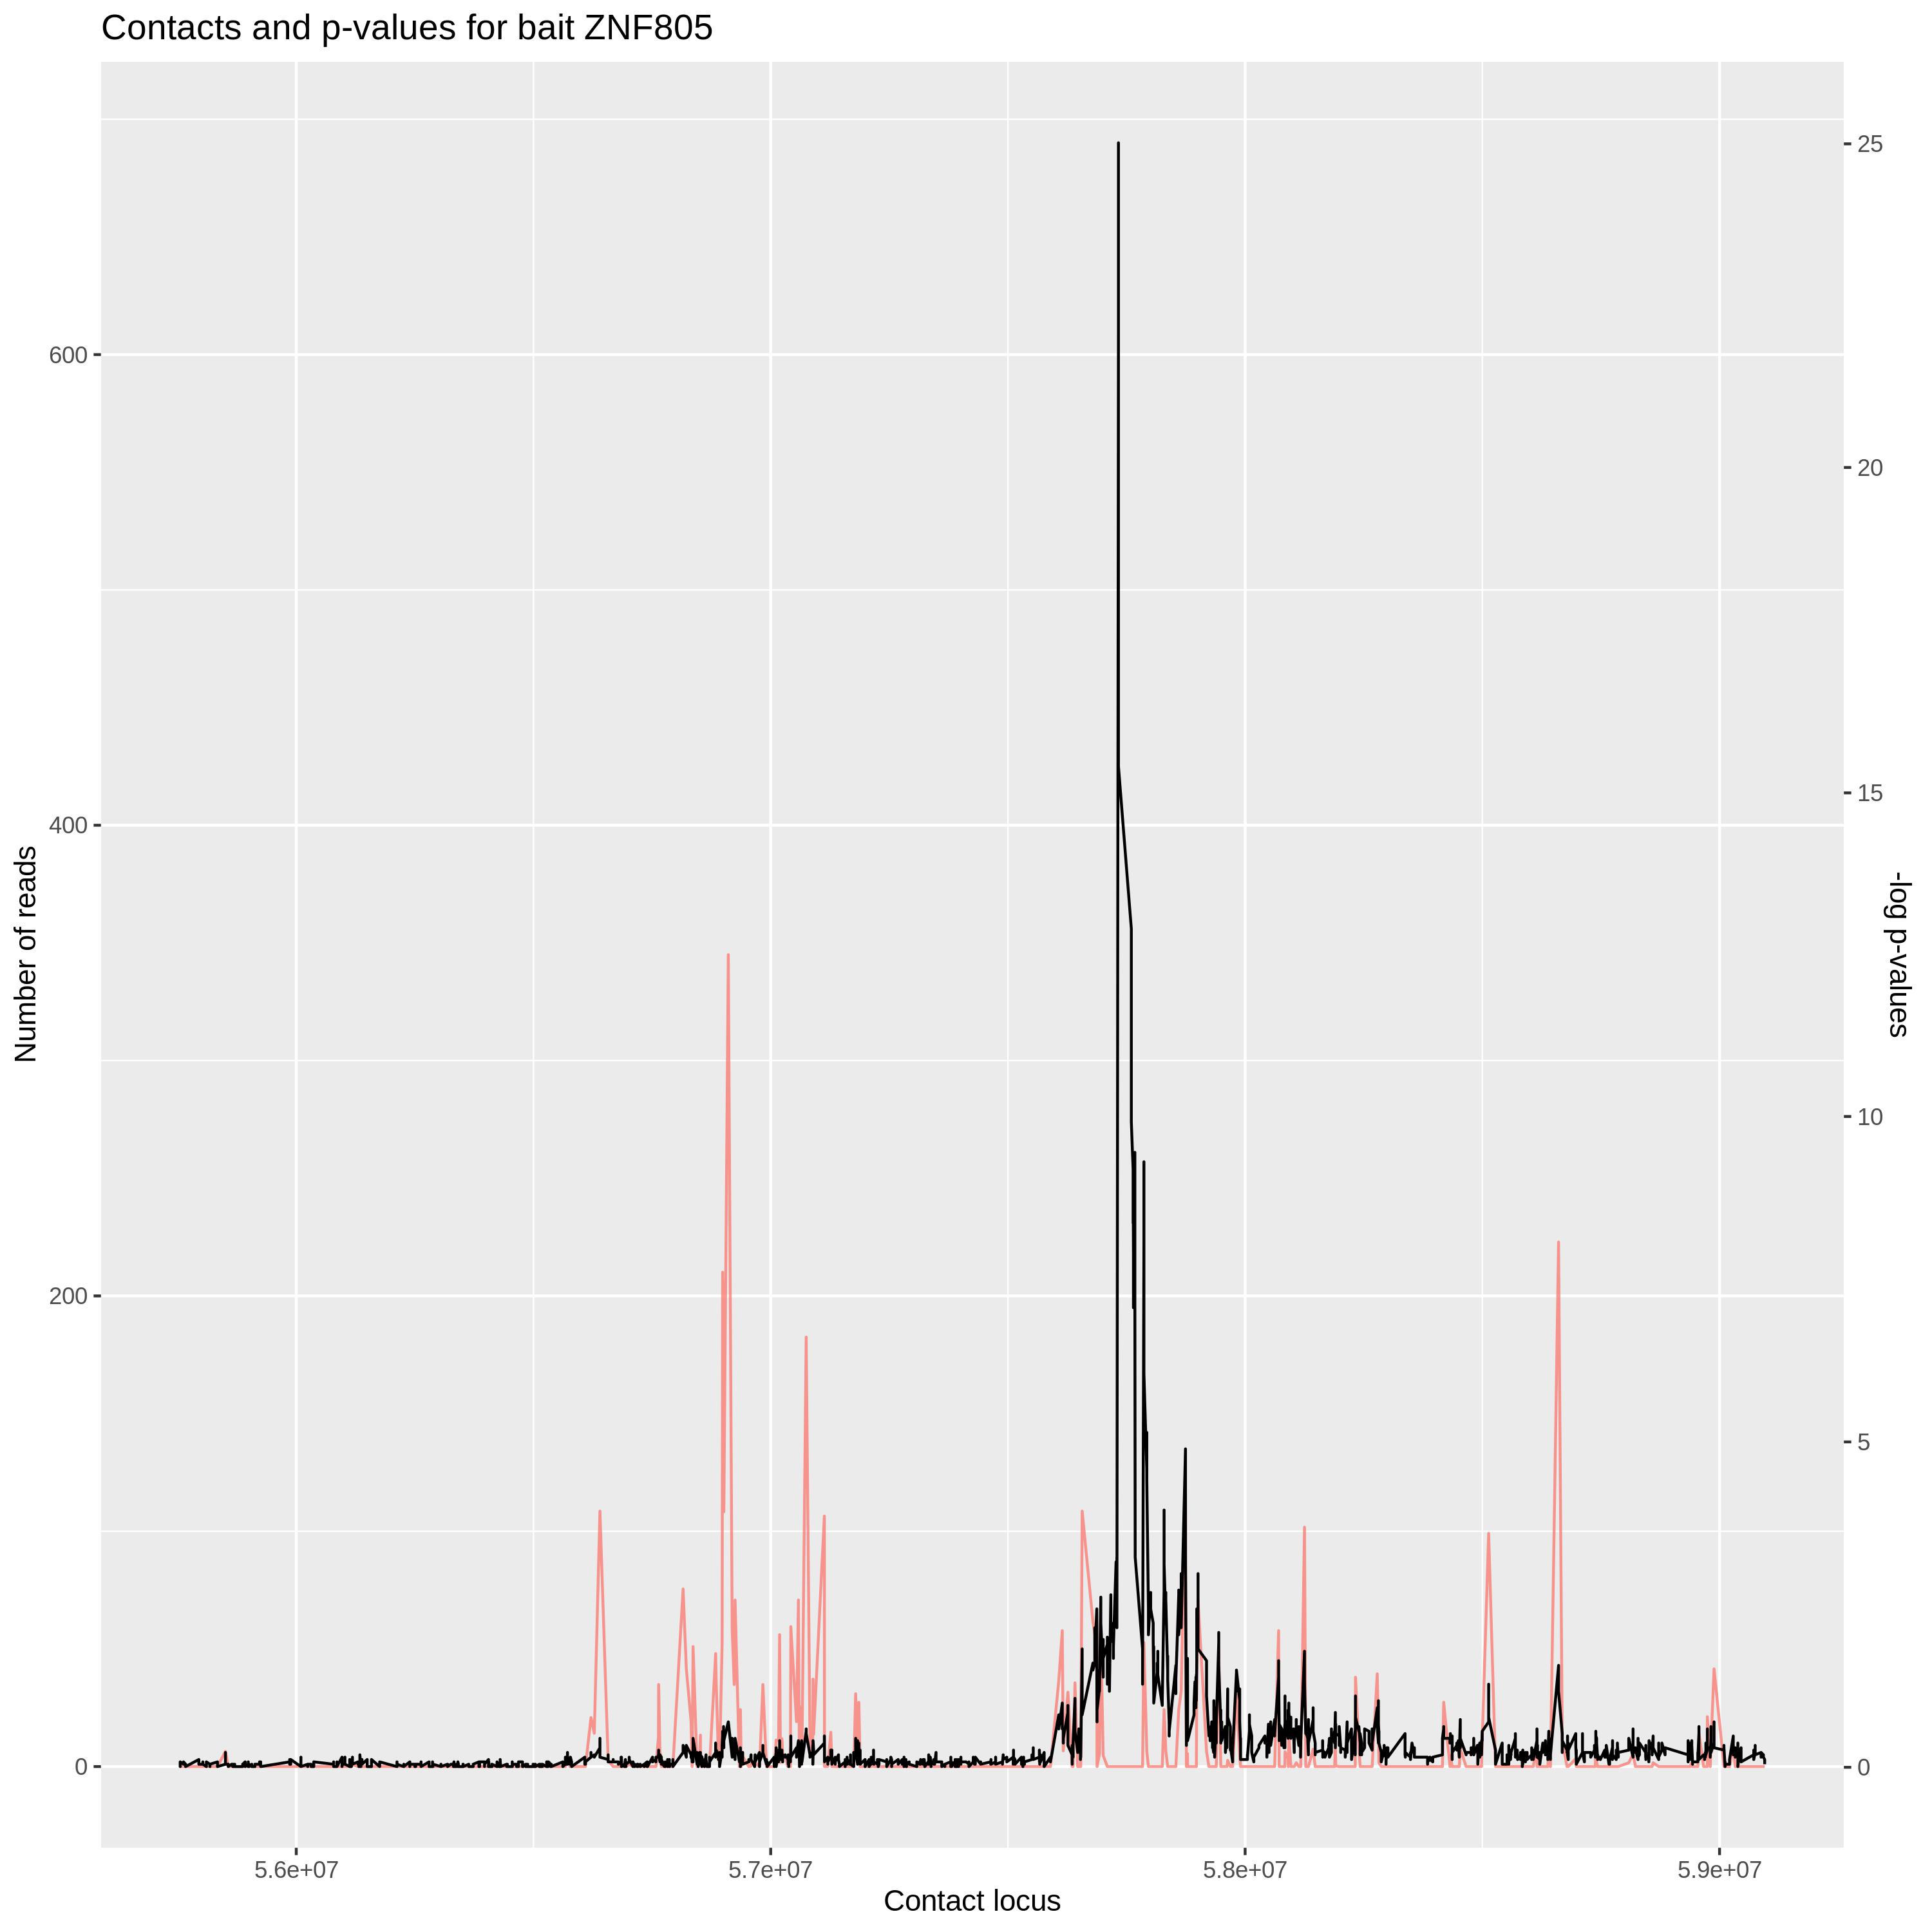 Contacts and p-values for bait ZNF805
Number of reads
600
400
200
0
25
20
15
10
5
0
-log p-values
5.6e+07
5.7e+07
5.8e+07
5.9e+07
Contact locus